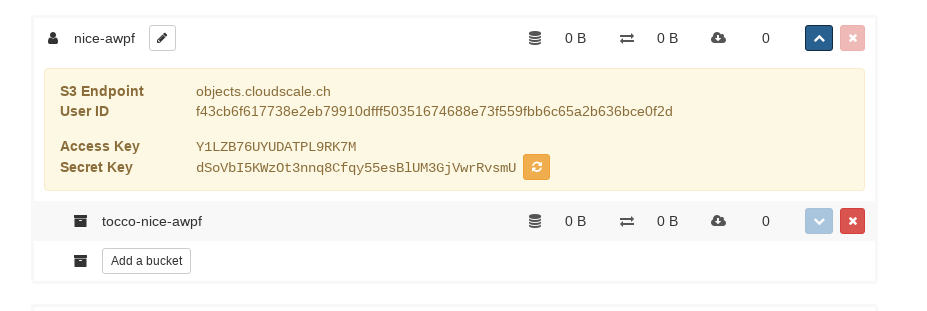 nice-awpf 0 B 0 B 0
S3 Endpoint objects.cloudscale.ch
User ID f43cb6f617738e2eb79910dfff50351674688e73f559fbb6c65a2b636bce0f2d
Access Key Y1LZB76UYUDATPL9RK7M
Secret Key dSoVbI5KWzOt3nnq8Cfqy55esBlUM3GjVwrRvsmU
tocco-nice-awpf 0 B 0 B 0
Add a bucket